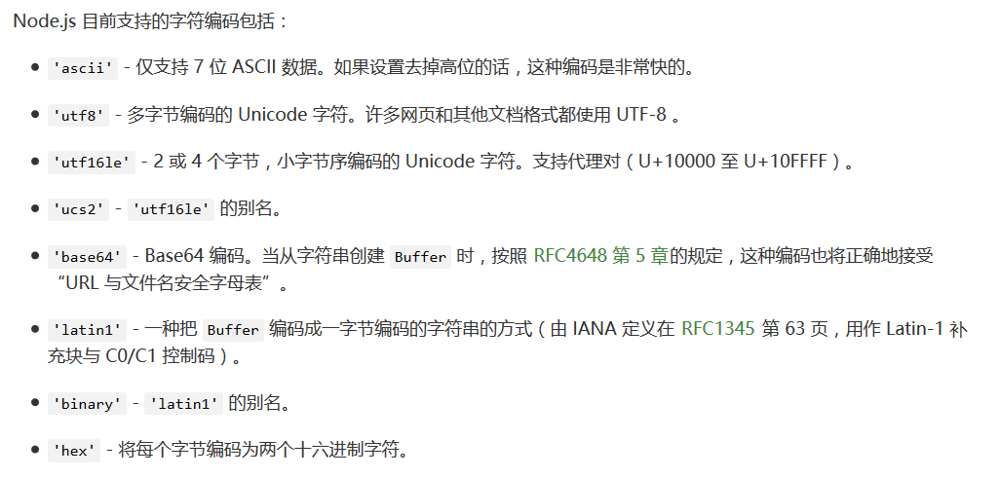 Node.js 目前支持的字符编码包括：
'ascii' - 仅支持 7 位 ASCII 数据。如果设置去掉高位的话，这种编码是非常快的。
'utf8' - 多字节编码的 Unicode 字符。许多网页和其他文档格式都使用 UTF-8 。
'utf16le' - 2 或 4 个字节，小字节序编码的 Unicode 字符。支持代理对（U+10000 至 U+10FFFF）。
'ucs2' - 'utf16le' 的别名。
'base64' - Base64 编码。当从字符串创建 Buffer 时，按照 RFC4648 第 5 章的规定，这种编码也将正确地接受
“URL 与文件名安全字母表”。
'latin1' - 一种把 Buffer 编码成一字节编码的字符串的方式（由 IANA 定义在 RFC1345 第 63 页，用作 Latin-1 补
充块与 C0/C1 控制码）。
'binary' - 'latin1' 的别名。
'hex' - 将每个字节编码为两个十六进制字符。